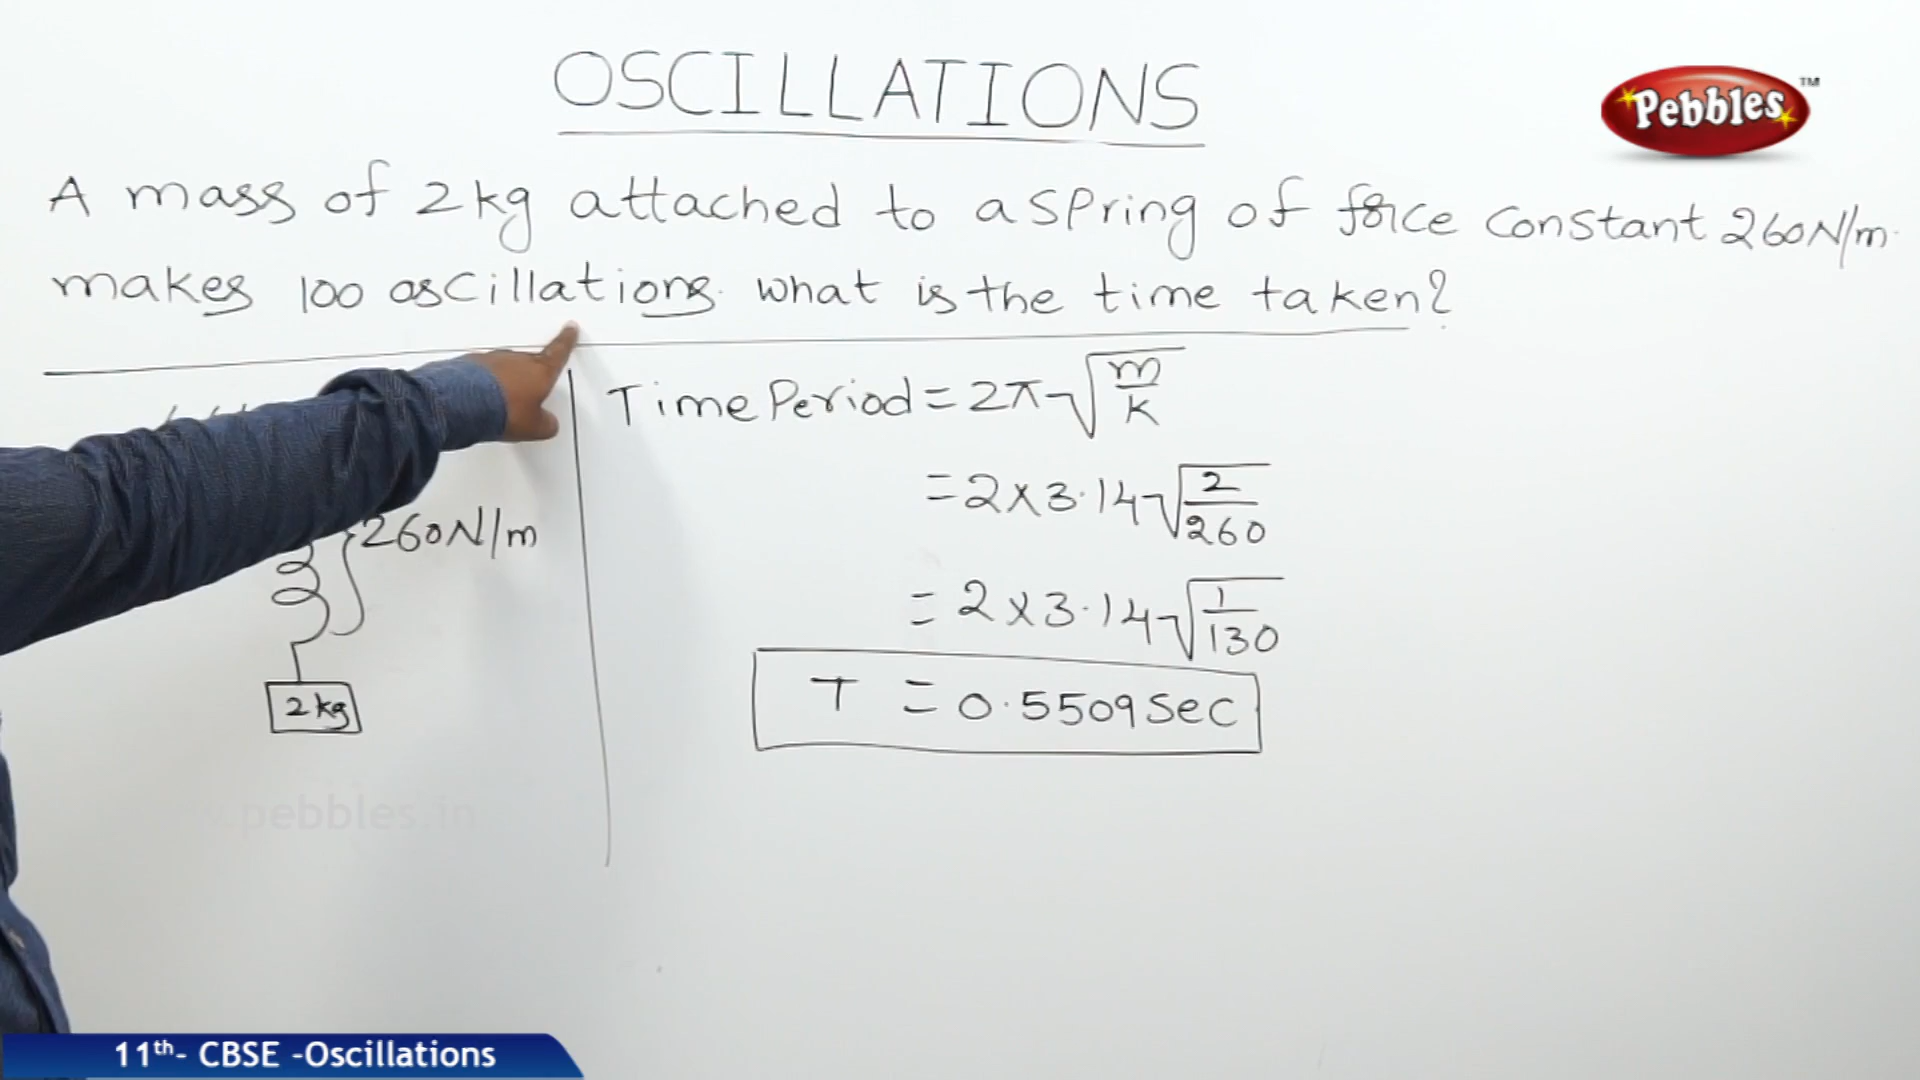 OSCILLATIONS
Pebbles™
A mass of 2kg attached to a spring of force constant 260N/m.
makes 100 oscillations. what is the time taken?
Time Period = 2π√(m/k)
= 2×3.14√(2/260)
260N/m
= 2×3.14√(1/130)
2kg
T = 0.5509 sec
www.pebbles.in
11th- CBSE -Oscillations